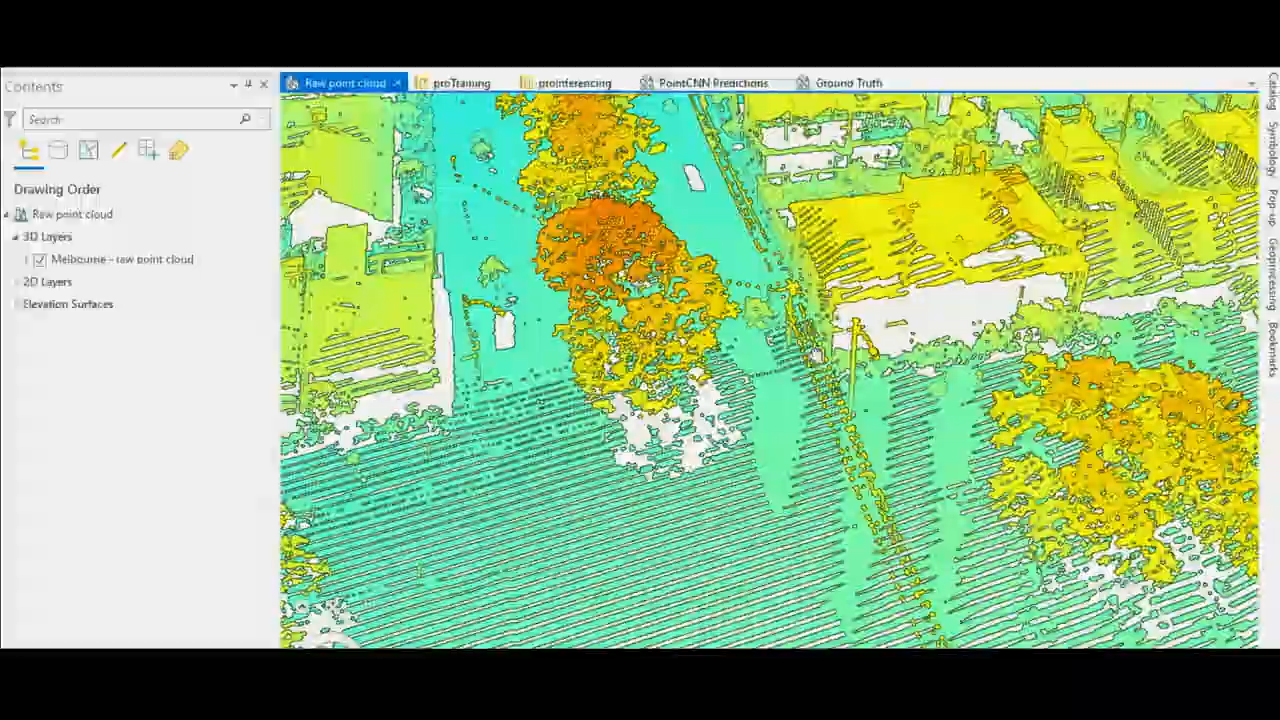 Contents
Raw point cloud
proTraining
proinferencing
PointCNN Predictions
Ground Truth
Search
Drawing Order
Raw point cloud
3D Layers
Melbourne - raw point cloud
2D Layers
Elevation Surfaces
Catalog
Symbology
Pop-up
Geoprocessing
Bookmarks